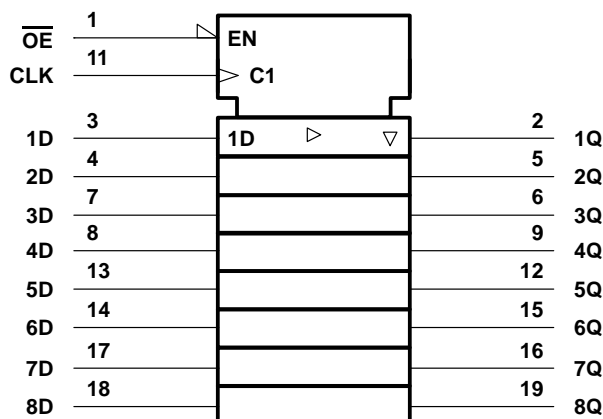 1
O̅E̅ EN
11
CLK C1
3 2
1D 1D 1Q
4 5
2D 2Q
7 6
3D 3Q
8 9
4D 4Q
13 12
5D 5Q
14 15
6D 6Q
17 16
7D 7Q
18 19
8D 8Q